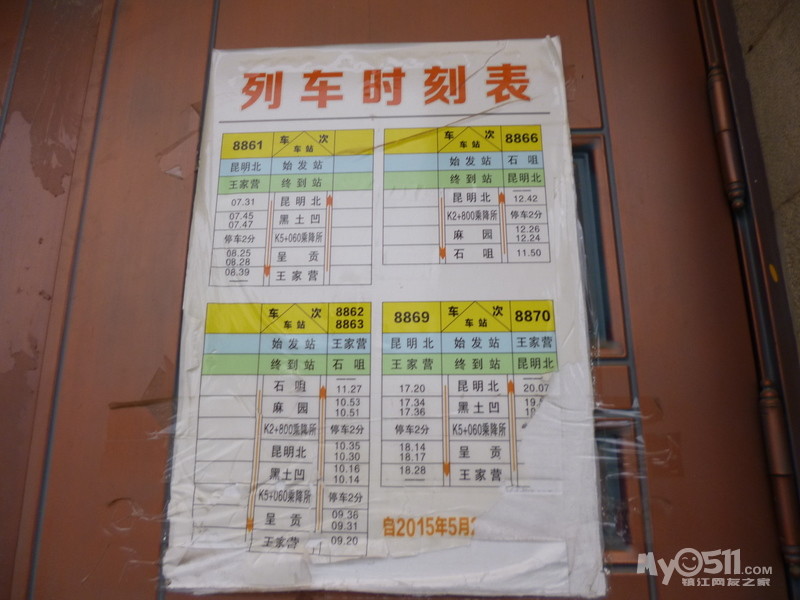 列车时刻表
8861 车次 车站
昆明北 始发站
王家营 终到站
07.31 昆明北
07.45 07.47 黑土凹
停车2分 K5+060乘降所
08.25 08.28 呈贡
08.39 王家营
车次 车站 8866
始发站 石咀
终到站 昆明北
昆明北 12.42
K2+800乘降所 停车2分
麻园 12.26 12.24
石咀 11.50
车次 车站 8862 8863
始发站 王家营
终到站 石咀
石咀 11.27
麻园 10.53 10.51
K2+800乘降所 停车2分
昆明北 10.35 10.30
黑土凹 10.16 10.14
K5+060乘降所 停车2分
呈贡 09.36 09.31
王家营 09.20
8869 车次 车站 8870
昆明北 始发站 王家营
王家营 终到站 昆明北
17.20 昆明北 20.07
17.34 17.36 黑土凹
停车2分 K5+060乘降所
18.14 18.17 呈贡
18.28 王家营
自2015年5月
My0511.COM
镇江网友之家